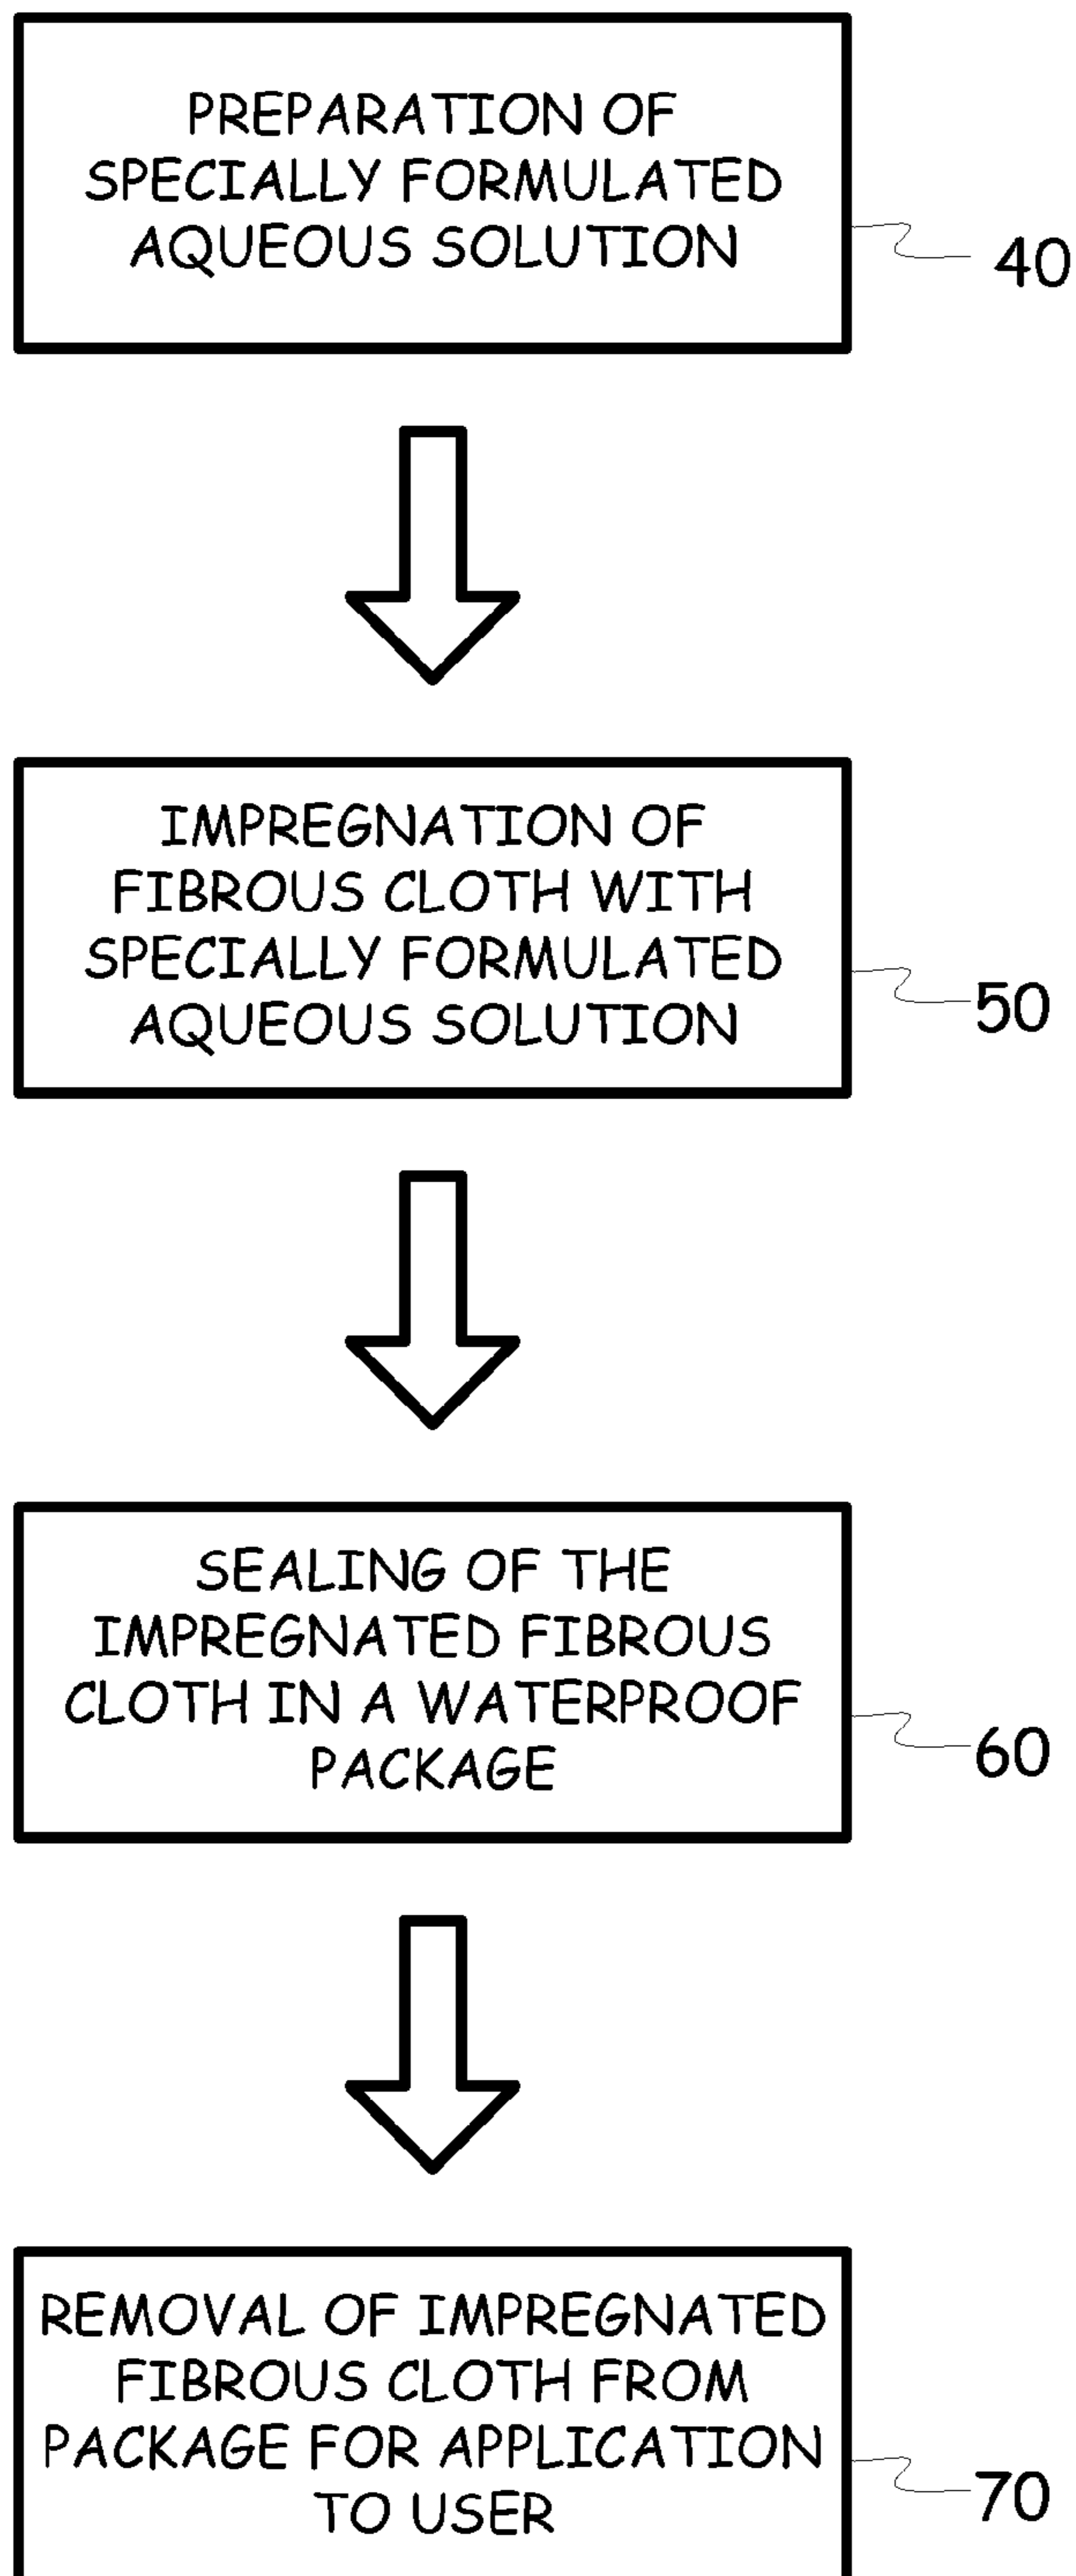 PREPARATION OF
SPECIALLY FORMULATED
AQUEOUS SOLUTION
40
IMPREGNATION OF
FIBROUS CLOTH WITH
SPECIALLY FORMULATED
AQUEOUS SOLUTION
50
SEALING OF THE
IMPREGNATED FIBROUS
CLOTH IN A WATERPROOF
PACKAGE
60
REMOVAL OF IMPREGNATED
FIBROUS CLOTH FROM
PACKAGE FOR APPLICATION
TO USER
70